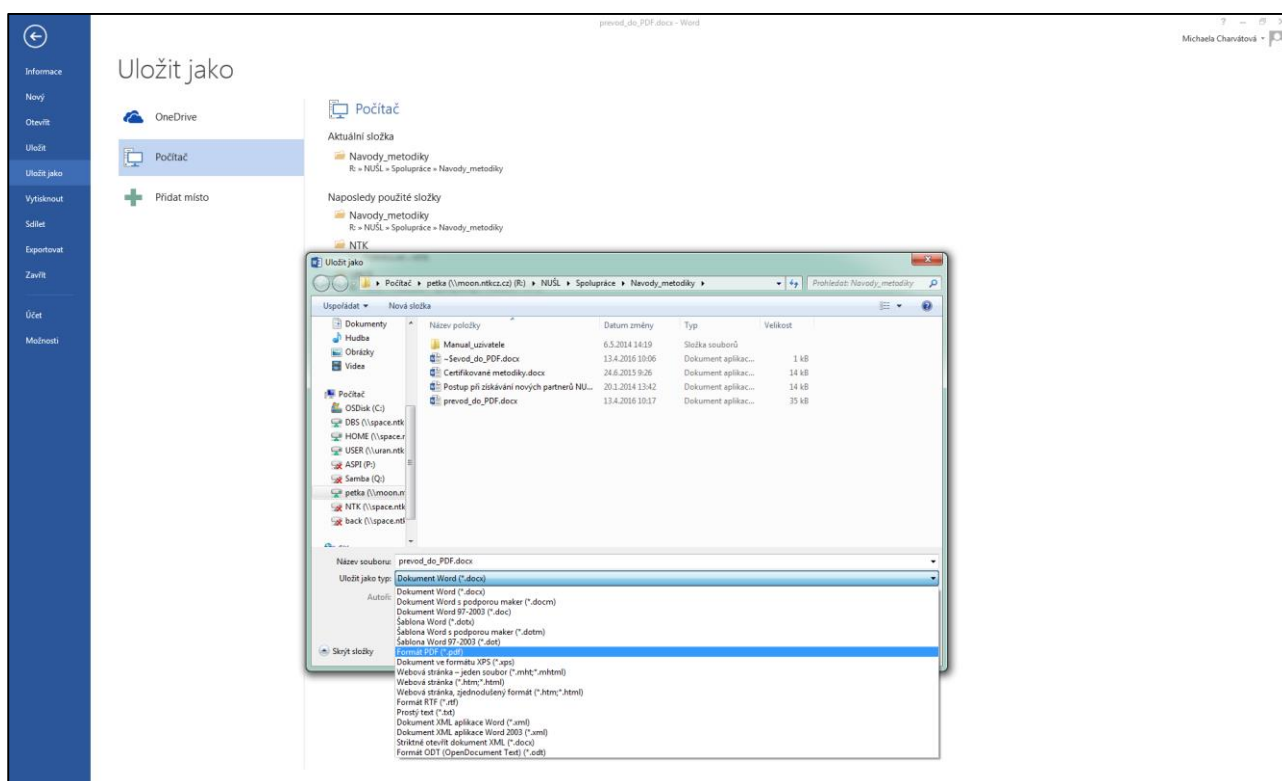 prevod_do_PDF.docx - Word
Michaela Charvátová
Informace
Nový
Otevřít
Uložit
Uložit jako
Vytisknout
Sdílet
Exportovat
Zavřít
Účet
Možnosti
Uložit jako
OneDrive
Počítač
Přidat místo
Počítač
Aktuální složka
Navody_metodiky
R: » NUŠL » Spolupráce » Navody_metodiky
Naposledy použité složky
Navody_metodiky
R: » NUŠL » Spolupráce » Navody_metodiky
NTK
Uložit jako
Počítač ▸ petka (\\moon.ntkcz.cz) (R:) ▸ NUŠL ▸ Spolupráce ▸ Navody_metodiky ▸
Prohledat: Navody_metodiky
Uspořádat Nová složka
Dokumenty
Hudba
Obrázky
Videa
Počítač
OSDisk (C:)
DBS (\\space.ntk
HOME (\\space.r
USER (\\uran.ntk
ASPI (P:)
Samba (Q:)
petka (\\moon.n
NTK (\\space.ntk
back (\\space.ntl
Název položky Datum změny Typ Velikost
Manual_uzivatele 6.5.2014 14:19 Složka souborů
~$evod_do_PDF.docx 13.4.2016 10:06 Dokument aplikac... 1 kB
Certifikované metodiky.docx 24.6.2015 9:26 Dokument aplikac... 14 kB
Postup při získávání nových partnerů NU... 20.1.2014 13:42 Dokument aplikac... 14 kB
prevod_do_PDF.docx 13.4.2016 10:17 Dokument aplikac... 35 kB
Název souboru: prevod_do_PDF.docx
Uložit jako typ: Dokument Word (*.docx)
Autoři:
Dokument Word (*.docx)
Dokument Word s podporou maker (*.docm)
Dokument Word 97-2003 (*.doc)
Šablona Word (*.dotx)
Šablona Word s podporou maker (*.dotm)
Šablona Word 97-2003 (*.dot)
Formát PDF (*.pdf)
Dokument ve formátu XPS (*.xps)
Webová stránka – jeden soubor (*.mht;*.mhtml)
Webová stránka (*.htm;*.html)
Webová stránka, zjednodušený formát (*.htm;*.html)
Formát RTF (*.rtf)
Prostý text (*.txt)
Dokument XML aplikace Word (*.xml)
Dokument XML aplikace Word 2003 (*.xml)
Striktně otevřít dokument XML (*.docx)
Formát ODT (OpenDocument Text) (*.odt)
Skrýt složky